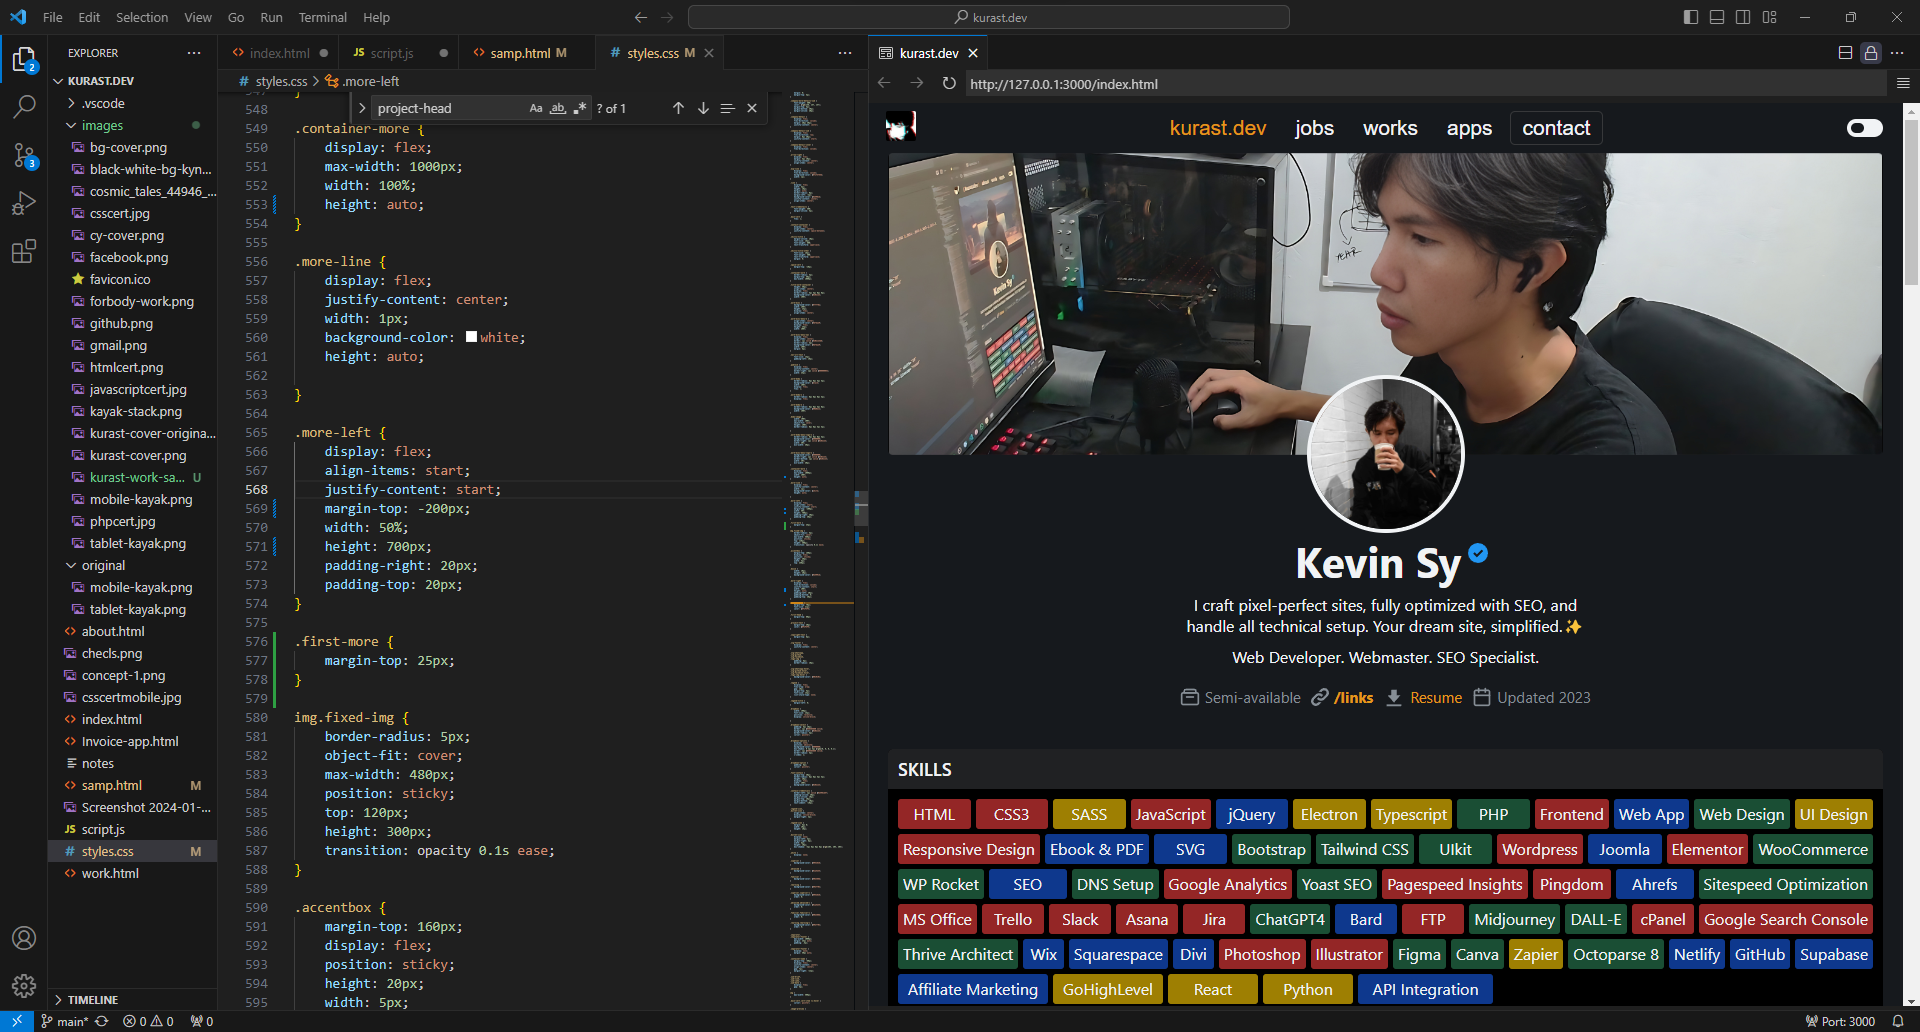 File Edit Selection View Go Run Terminal Help
kurast.dev
EXPLORER
KURAST.DEV
.vscode
images
bg-cover.png
black-white-bg-kyn...
cosmic_tales_44946_...
csscert.jpg
cy-cover.png
facebook.png
favicon.ico
forbody-work.png
github.png
gmail.png
htmlcert.png
javascriptcert.jpg
kayak-stack.png
kurast-cover-origina...
kurast-cover.png
kurast-work-sa... U
mobile-kayak.png
phpcert.jpg
tablet-kayak.png
original
mobile-kayak.png
tablet-kayak.png
about.html
checls.png
concept-1.png
csscertmobile.jpg
index.html
Invoice-app.html
notes
samp.html M
Screenshot 2024-01-...
script.js
styles.css M
work.html
TIMELINE
index.html
script.js
samp.html M
styles.css M
styles.css > .more-left
project-head
Aa ab ? of 1
548
549 .container-more {
550 display: flex;
551 max-width: 1000px;
552 width: 100%;
553 height: auto;
554 }
555
556 .more-line {
557 display: flex;
558 justify-content: center;
559 width: 1px;
560 background-color: white;
561 height: auto;
562
563 }
564
565 .more-left {
566 display: flex;
567 align-items: start;
568 justify-content: start;
569 margin-top: -200px;
570 width: 50%;
571 height: 700px;
572 padding-right: 20px;
573 padding-top: 20px;
574 }
575
576 .first-more {
577 margin-top: 25px;
578 }
579
580 img.fixed-img {
581 border-radius: 5px;
582 object-fit: cover;
583 max-width: 480px;
584 position: sticky;
585 top: 120px;
586 height: 300px;
587 transition: opacity 0.1s ease;
588 }
589
590 .accentbox {
591 margin-top: 160px;
592 display: flex;
593 position: sticky;
594 height: 20px;
595 width: 5px;
kurast.dev
http://127.0.0.1:3000/index.html
kurast.dev jobs works apps contact
Kevin Sy
I craft pixel-perfect sites, fully optimized with SEO, and
handle all technical setup. Your dream site, simplified.✨
Web Developer. Webmaster. SEO Specialist.
Semi-available /links Resume Updated 2023
SKILLS
HTML CSS3 SASS JavaScript jQuery Electron Typescript PHP Frontend Web App Web Design UI Design
Responsive Design Ebook & PDF SVG Bootstrap Tailwind CSS UIkit Wordpress Joomla Elementor WooCommerce
WP Rocket SEO DNS Setup Google Analytics Yoast SEO Pagespeed Insights Pingdom Ahrefs Sitespeed Optimization
MS Office Trello Slack Asana Jira ChatGPT4 Bard FTP Midjourney DALL-E cPanel Google Search Console
Thrive Architect Wix Squarespace Divi Photoshop Illustrator Figma Canva Zapier Octoparse 8 Netlify GitHub Supabase
Affiliate Marketing GoHighLevel React Python API Integration
main* 0 0 0
Port: 3000